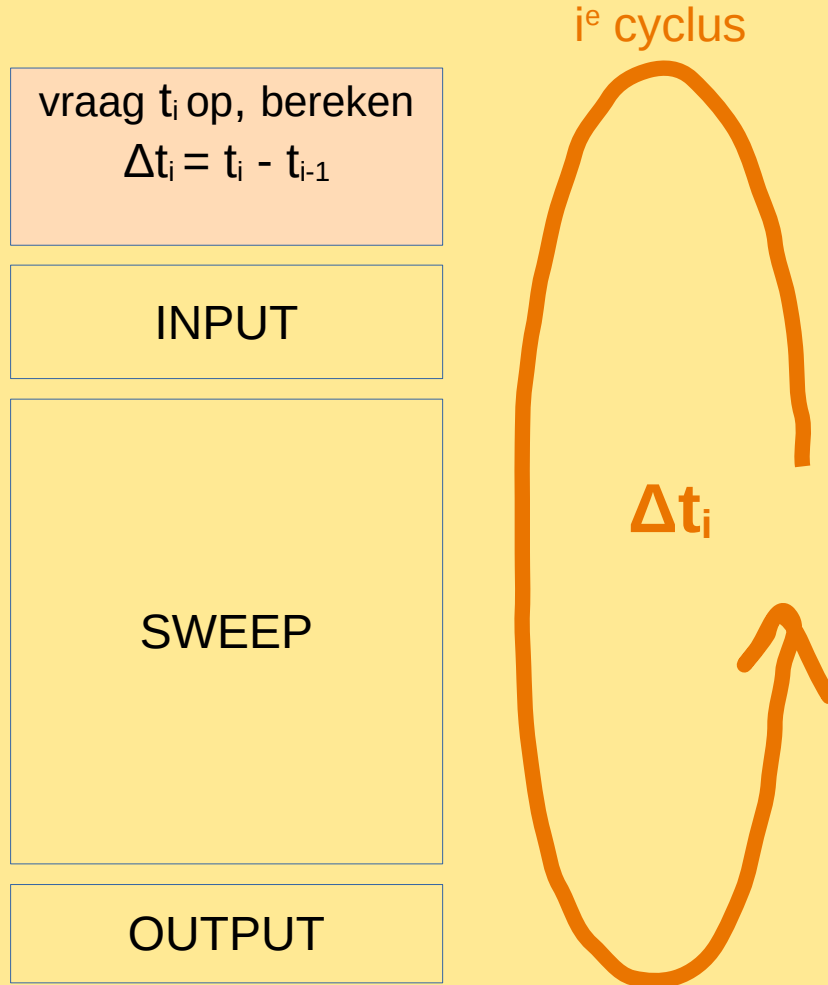 iᵉ cyclus
vraag tᵢ op, bereken
Δtᵢ = tᵢ - tᵢ₋₁
INPUT
Δtᵢ
SWEEP
OUTPUT